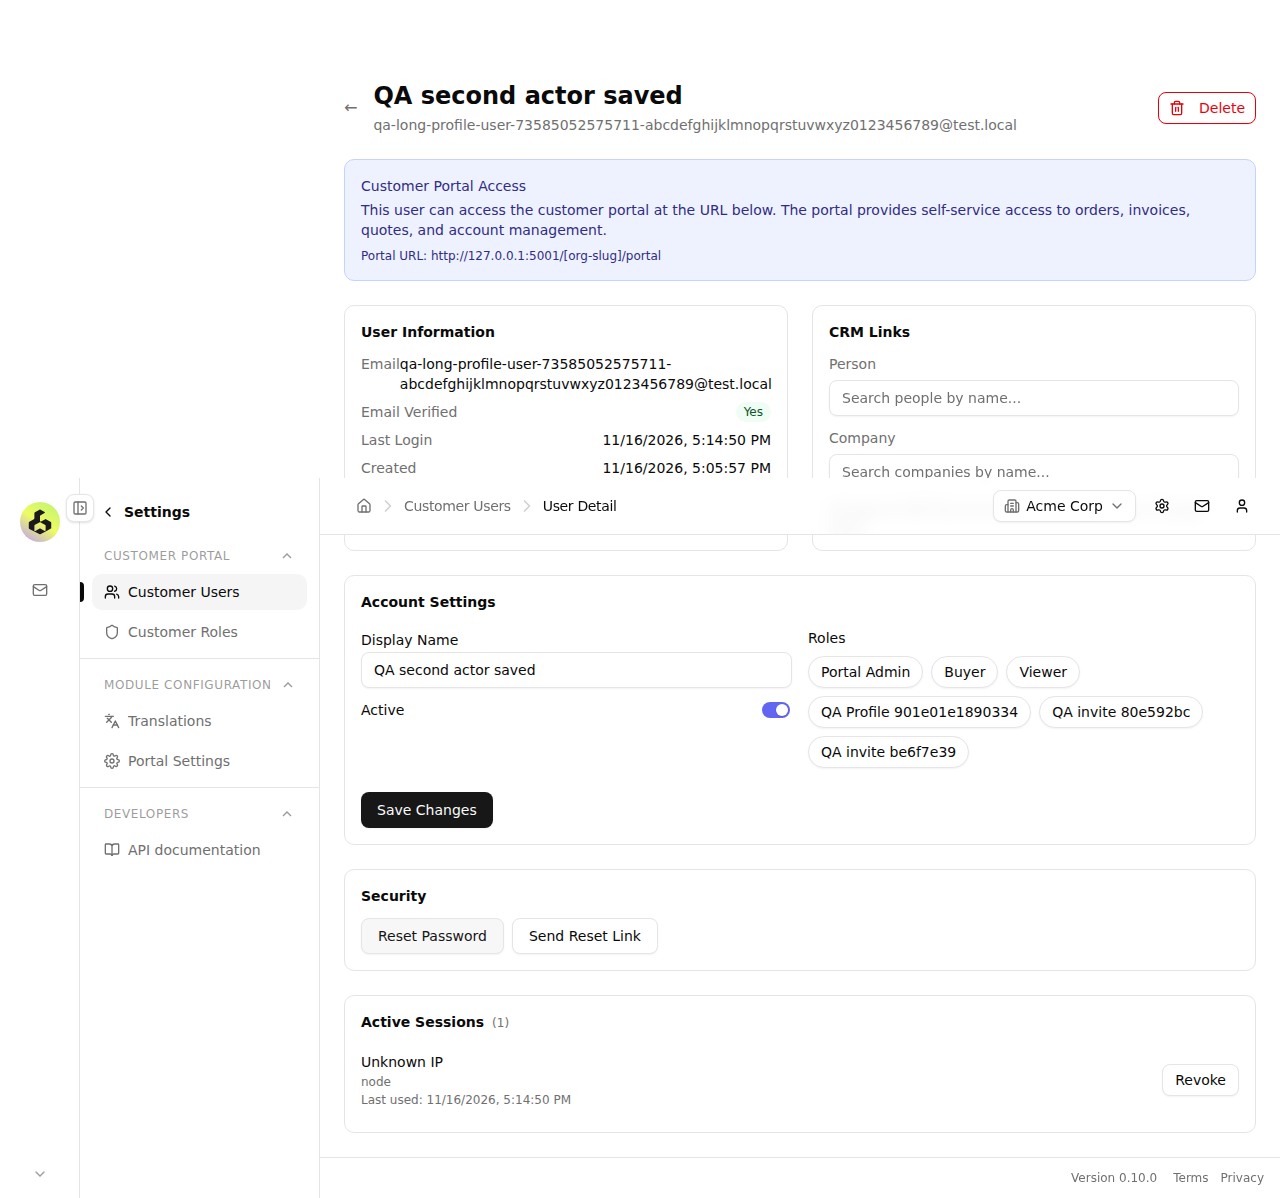 ← QA second actor saved
qa-long-profile-user-73585052575711-abcdefghijklmnopqrstuvwxyz0123456789@test.local
Delete
Customer Portal Access
This user can access the customer portal at the URL below. The portal provides self-service access to orders, invoices,
quotes, and account management.
Portal URL: http://127.0.0.1:5001/[org-slug]/portal
User Information
Email qa-long-profile-user-73585052575711-
abcdefghijklmnopqrstuvwxyz0123456789@test.local
Email Verified Yes
Last Login 11/16/2026, 5:14:50 PM
Created 11/16/2026, 5:05:57 PM
CRM Links
Person
Search people by name...
Company
Search companies by name...
Settings
CUSTOMER PORTAL
Customer Users
Customer Roles
MODULE CONFIGURATION
Translations
Portal Settings
DEVELOPERS
API documentation
Customer Users User Detail
Acme Corp
Account Settings
Display Name
QA second actor saved
Active
Roles
Portal Admin Buyer Viewer
QA Profile 901e01e1890334 QA invite 80e592bc
QA invite be6f7e39
Save Changes
Security
Reset Password Send Reset Link
Active Sessions (1)
Unknown IP
node
Last used: 11/16/2026, 5:14:50 PM
Revoke
Version 0.10.0 Terms Privacy